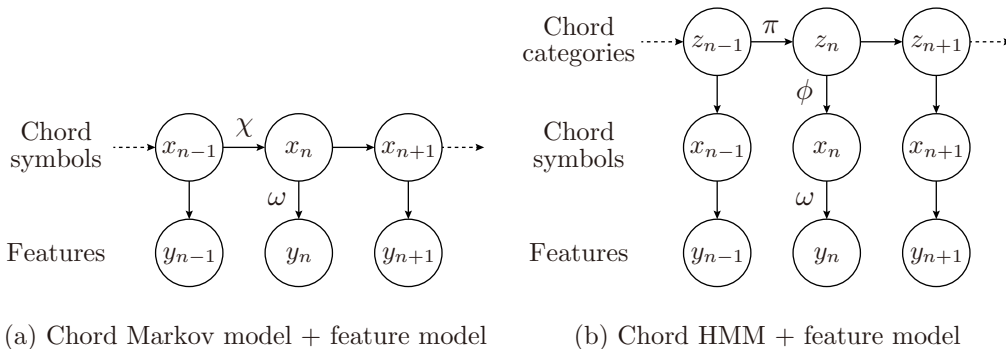 χ
Chord
symbols
x_{n−1} x_n x_{n+1}
ω
Features
y_{n−1} y_n y_{n+1}
(a) Chord Markov model + feature model
π
Chord
categories
z_{n−1} z_n z_{n+1}
ϕ
Chord
symbols
x_{n−1} x_n x_{n+1}
ω
Features
y_{n−1} y_n y_{n+1}
(b) Chord HMM + feature model